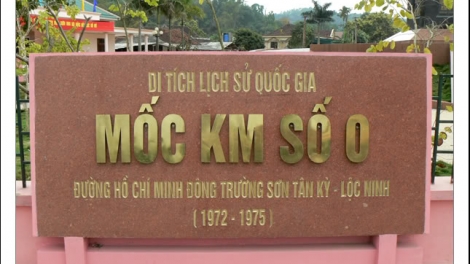 DI TÍCH LỊCH SỬ QUỐC GIA
MỐC KM SỐ 0
ĐƯỜNG HỒ CHÍ MINH ĐÔNG TRƯỜNG SƠN TÂN KỲ - LỘC NINH
( 1972 - 1975 )